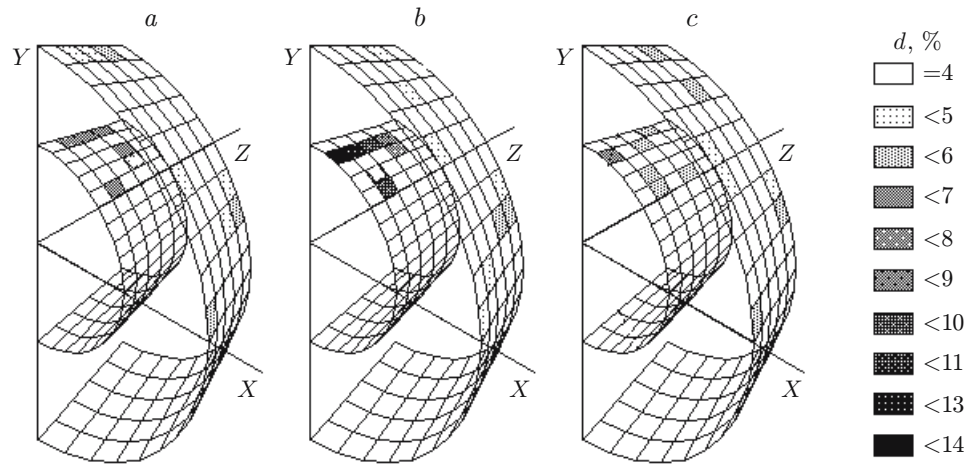 a b c
Y Z X
Y Z X
Y Z X
d, %
=4
<5
<6
<7
<8
<9
<10
<11
<13
<14